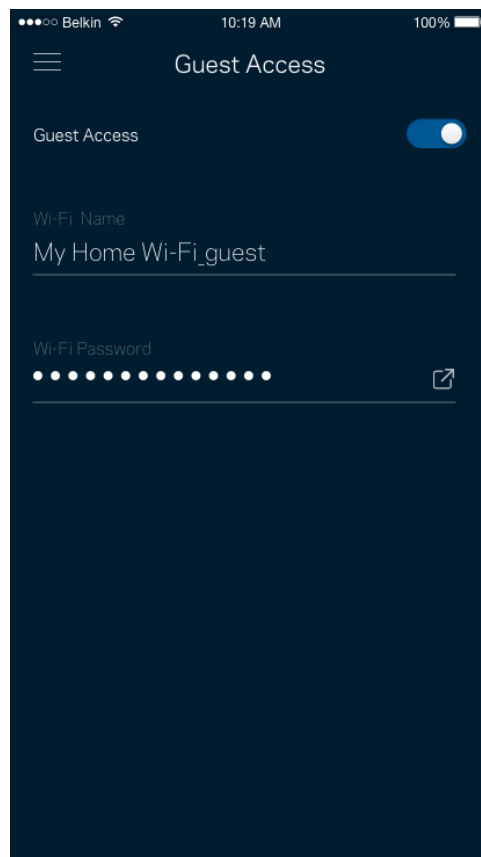 Belkin 10:19 AM 100%
Guest Access
Guest Access
Wi-Fi Name
My Home Wi-Fi_guest
Wi-Fi Password